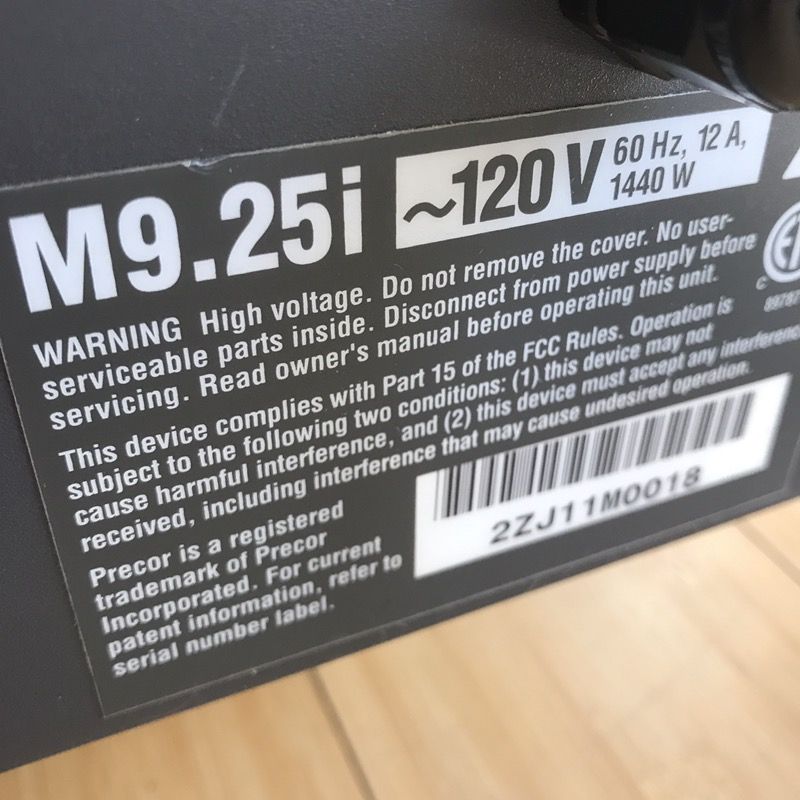 M9.25i
~120 V 60 Hz, 12 A,
1440 W
WARNING High voltage. Do not remove the cover. No user-
serviceable parts inside. Disconnect from power supply before
servicing. Read owner's manual before operating this unit.
This device complies with Part 15 of the FCC Rules. Operation is
subject to the following two conditions: (1) this device may not
cause harmful interference, and (2) this device must accept any interference
received, including interference that may cause undesired operation.
Precor is a registered
trademark of Precor
Incorporated. For current
patent information, refer to
serial number label.
2ZJ11M0018
C